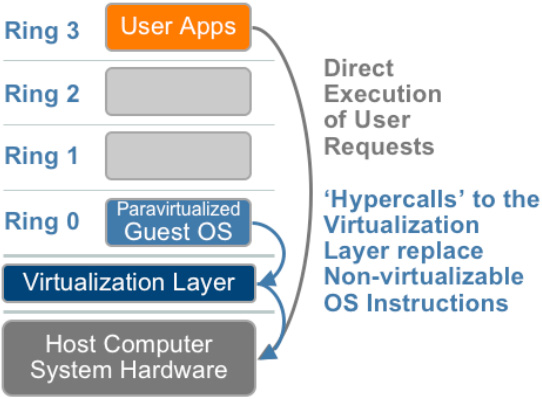 Ring 3
User Apps
Ring 2
Ring 1
Ring 0
Paravirtualized
Guest OS
Virtualization Layer
Host Computer
System Hardware
Direct
Execution
of User
Requests
‘Hypercalls’ to the
Virtualization
Layer replace
Non-virtualizable
OS Instructions